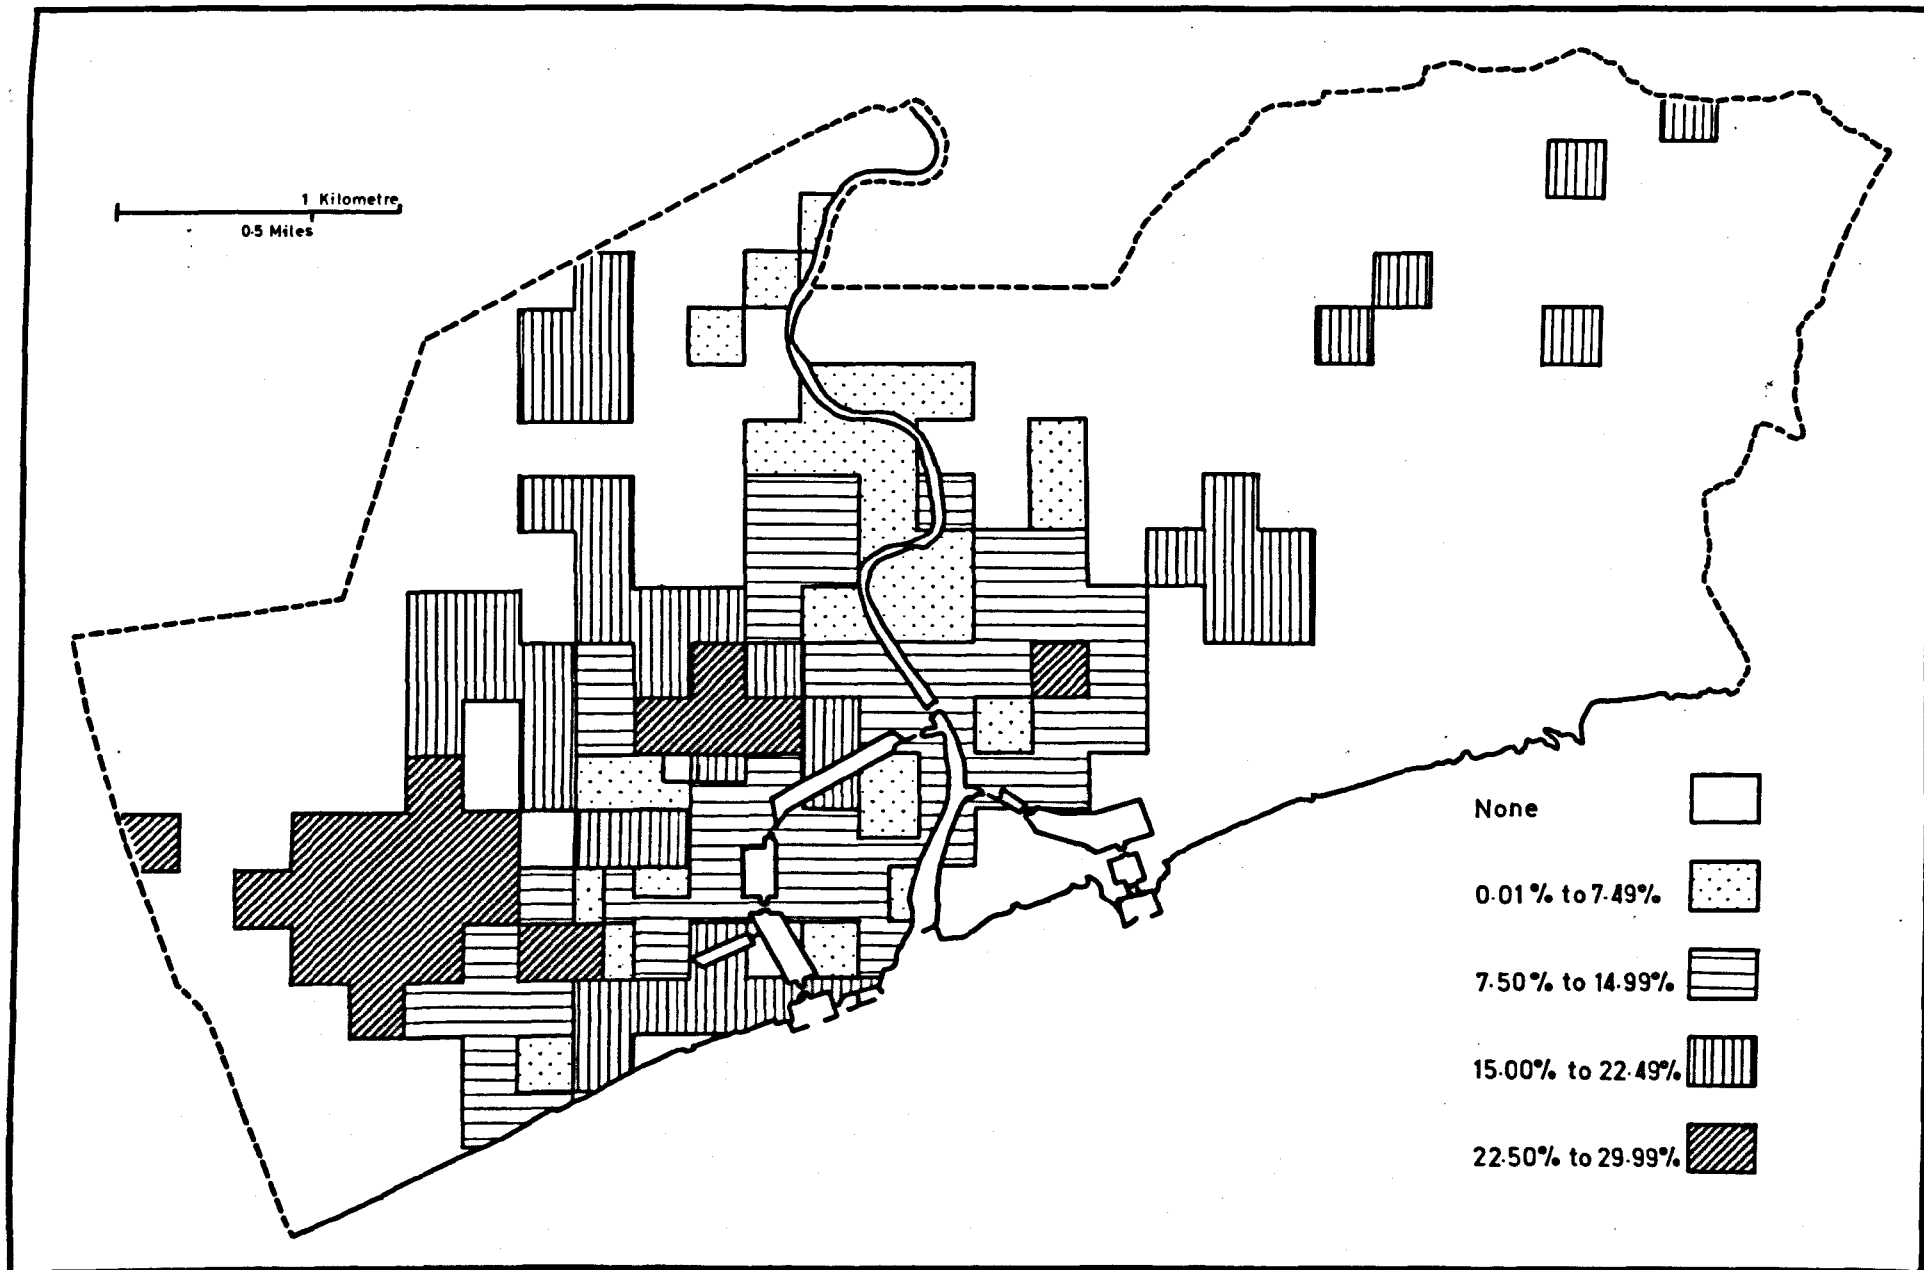 1 Kilometre
0·5 Miles
None
0·01% to 7·49%
7·50% to 14·99%
15·00% to 22·49%
22·50% to 29·99%